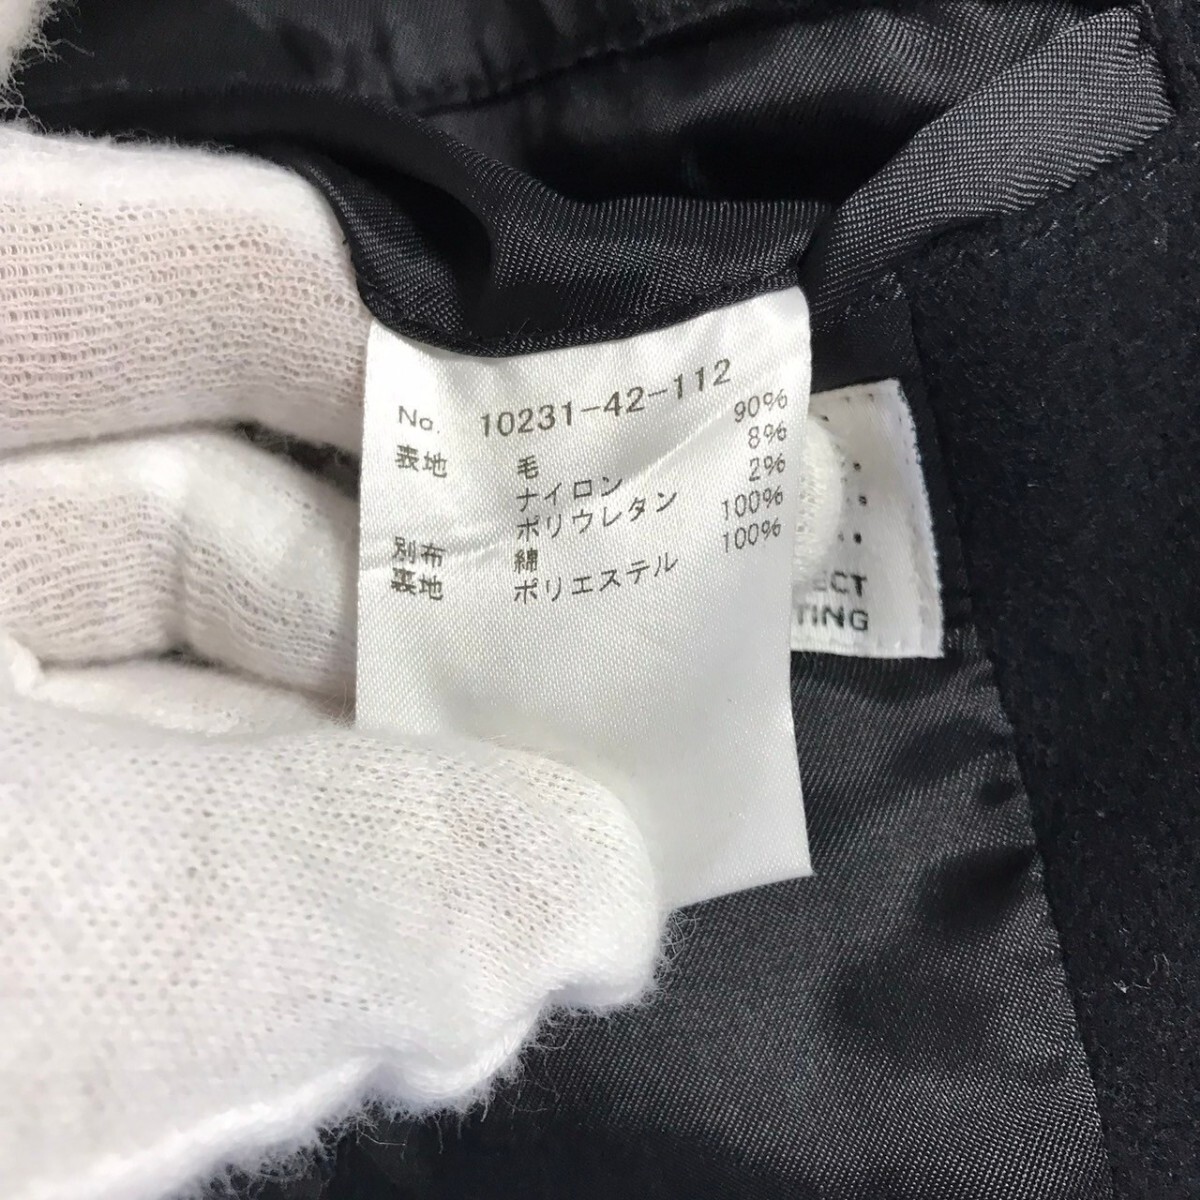 No. 10231-42-112
表地 毛 90%
ナイロン 8%
ポリウレタン 2%
別布 綿 100%
裏地 ポリエステル 100%
ECT
TING